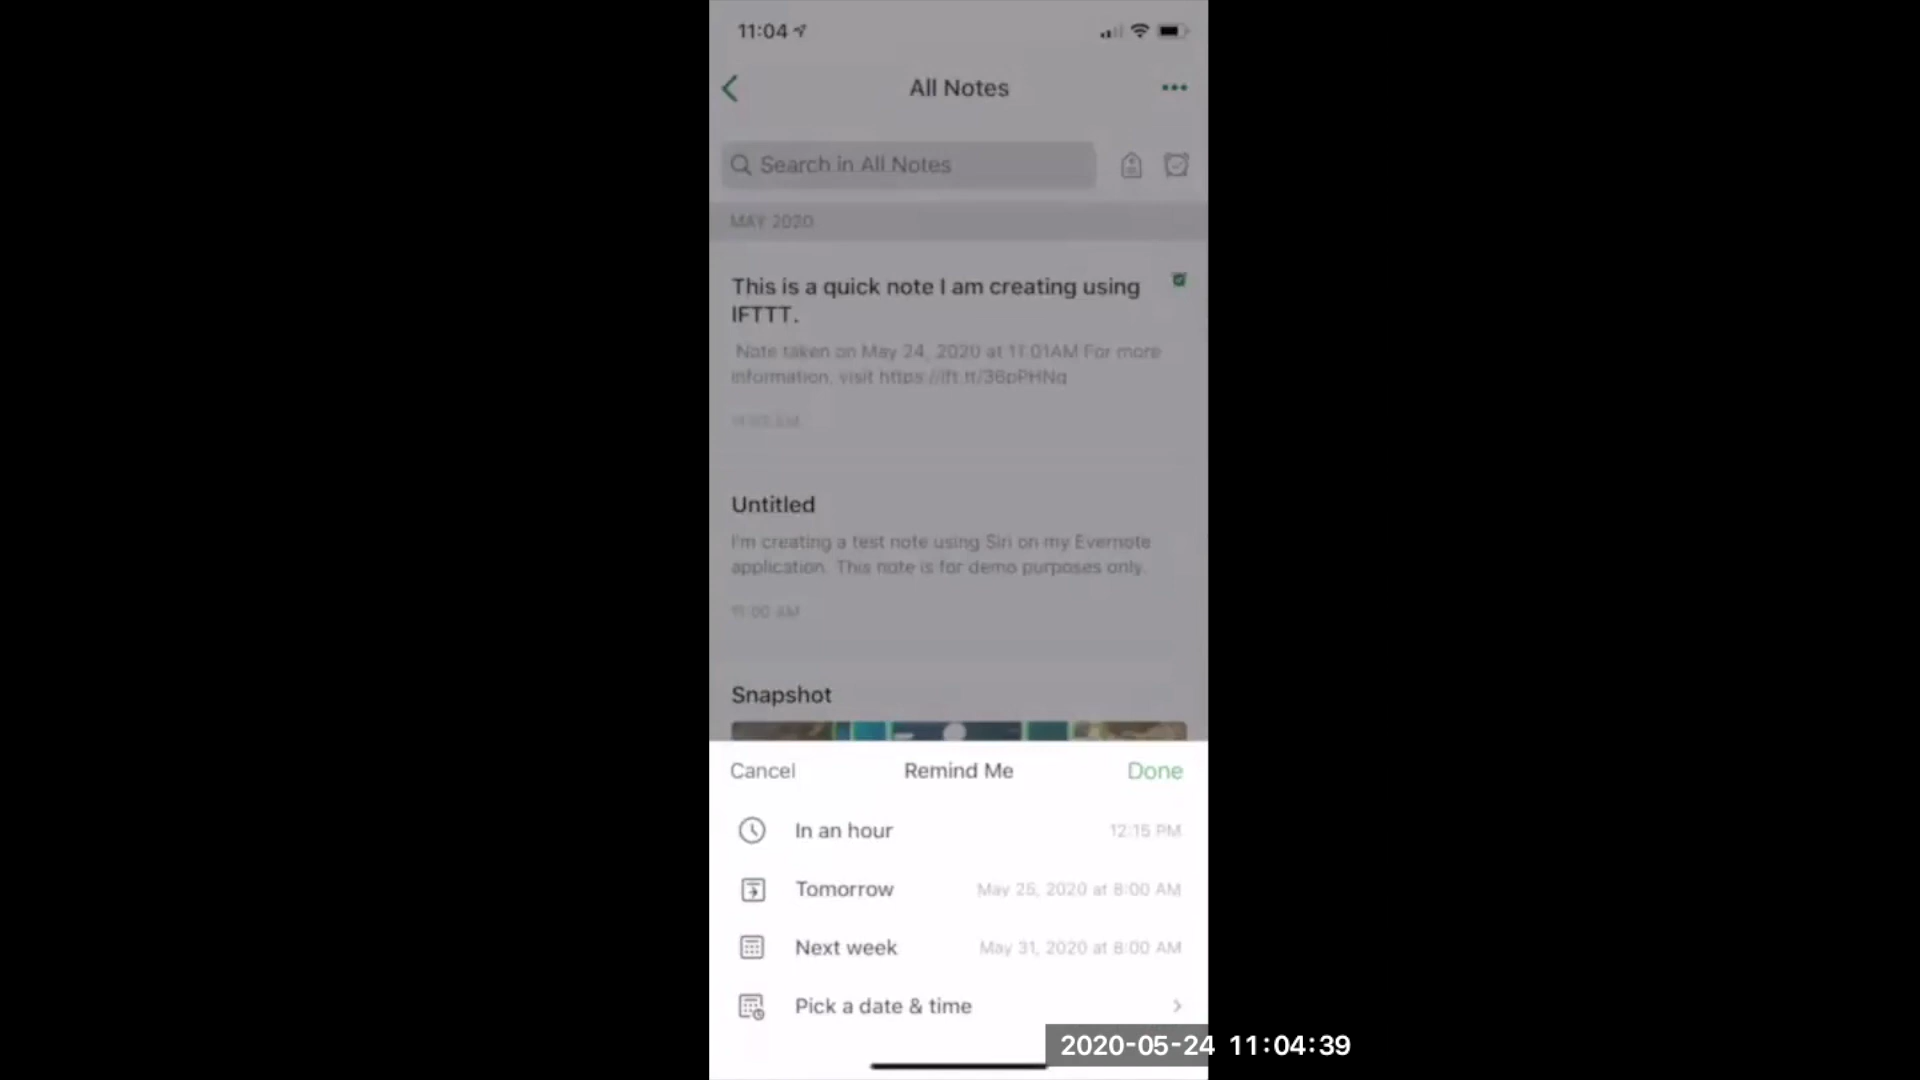 11:04
All Notes
Search in All Notes
MAY 2020
This is a quick note I am creating using
IFTTT.
Note taken on May 24, 2020 at 11:01AM For more
information, visit https://ift.tt/36pPHNq
Untitled
I'm creating a test note using Siri on my Evernote
application. This note is for demo purposes only.
11:00 AM
Snapshot
Cancel Remind Me Done
In an hour 12:15 PM
Tomorrow May 25, 2020 at 8:00 AM
Next week May 31, 2020 at 8:00 AM
Pick a date & time
2020-05-24 11:04:39